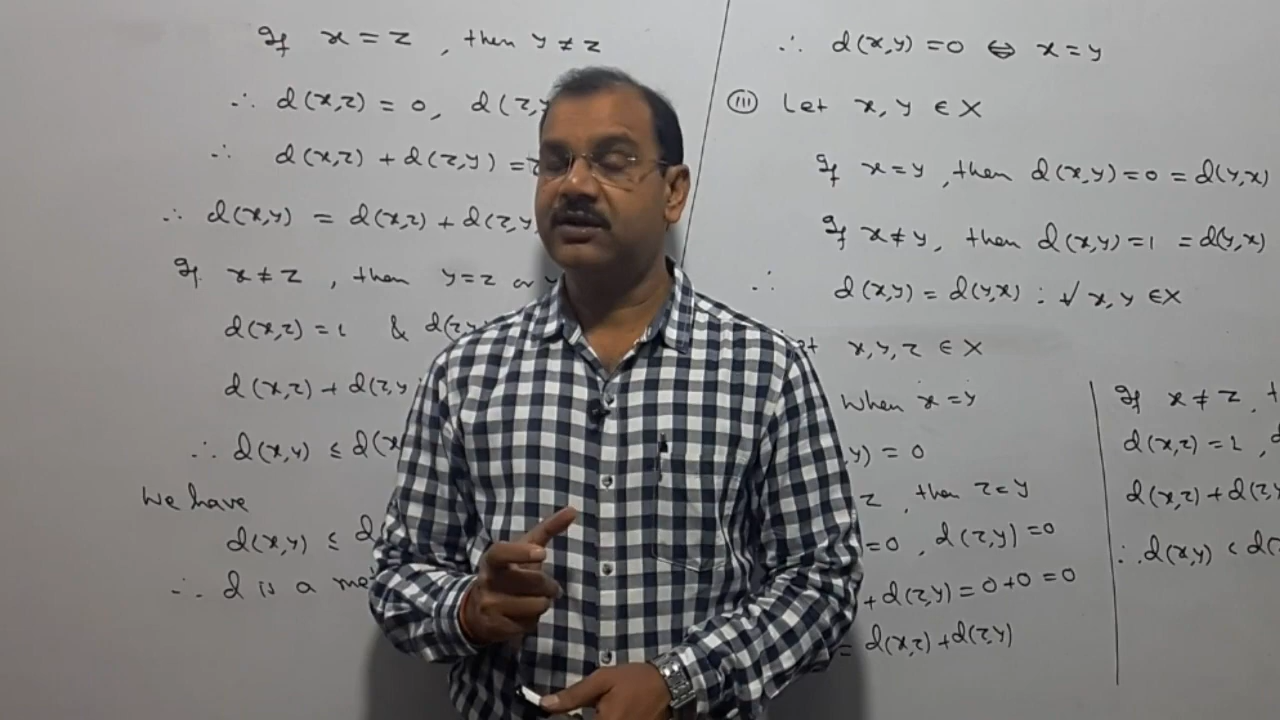 If x = z , then y ≠ z
∴ d(x,z) = 0, d(z,y
∴ d(x,z) + d(z,y) =
∴ d(x,y) = d(x,z) + d(z,y
If x ≠ z , then y=z or
d(x,z) = 1 & d(z,y
d(x,z) + d(z,y
∴ d(x,y) ≤ d(x
We have
d(x,y) ≤ d
∴ d is a me
∴ d(x,y) = 0 ⇔ x = y
(III) Let x, y ∈ X
If x = y , then d(x,y) = 0 = d(y,x)
If x ≠ y, then d(x,y) = 1 = d(y,x)
∴ d(x,y) = d(y,x) ; ∀ x, y ∈ X
et x,y,z ∈ X
When x = y
,y) = 0
z , then z = y
=0 , d(z,y) = 0
+ d(z,y) = 0+0 = 0
= d(x,z) + d(z,y)
If x ≠ z , t
d(x,z) = 1 , d
d(x,z) + d(z,y
∴ d(x,y) < d(z